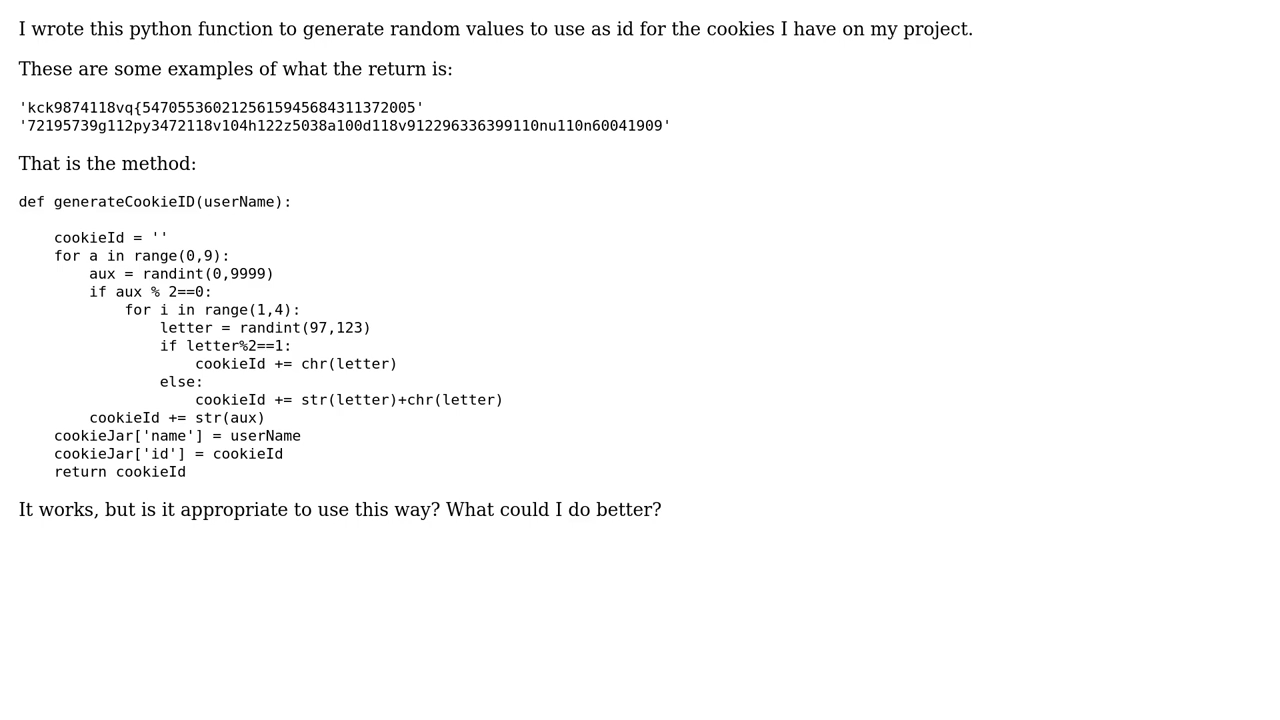 I wrote this python function to generate random values to use as id for the cookies I have on my project.
These are some examples of what the return is:
'kck9874118vq{5470553602125615945684311372005'
'72195739g112py3472118v104h122z5038a100d118v912296336399110nu110n60041909'
That is the method:
def generateCookieID(userName):
    cookieId = ''
    for a in range(0,9):
        aux = randint(0,9999)
        if aux % 2==0:
            for i in range(1,4):
                letter = randint(97,123)
                if letter%2==1:
                    cookieId += chr(letter)
                else:
                    cookieId += str(letter)+chr(letter)
        cookieId += str(aux)
    cookieJar['name'] = userName
    cookieJar['id'] = cookieId
    return cookieId
It works, but is it appropriate to use this way? What could I do better?